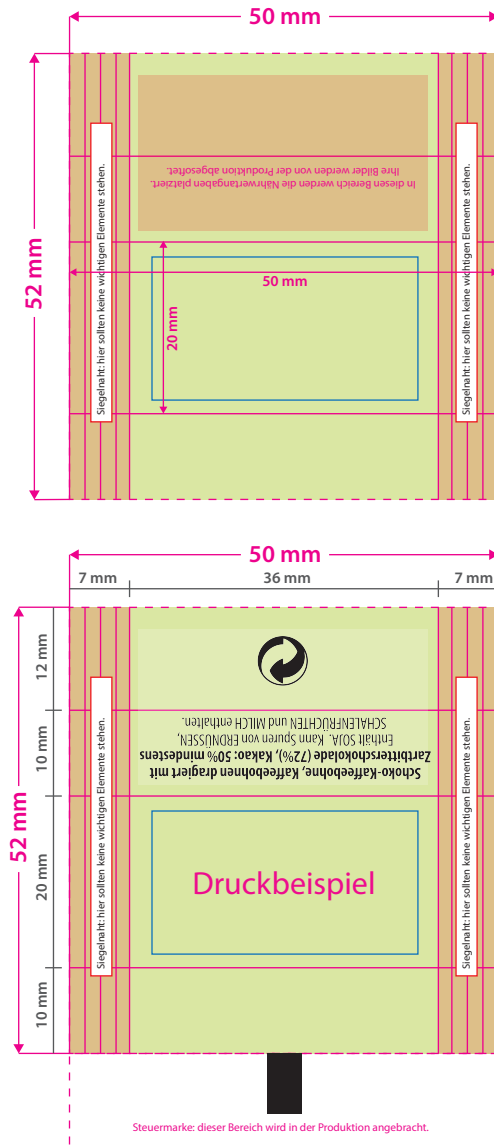 50 mm
52 mm
Siegelnaht: hier sollten keine wichtigen Elemente stehen.
In diesen Bereich werden die Nährwertangaben platziert.
Ihre Bilder werden von der Produktion abgesoftet.
Siegelnaht: hier sollten keine wichtigen Elemente stehen.
50 mm
20 mm
50 mm
7 mm
36 mm
7 mm
52 mm
12 mm
10 mm
20 mm
10 mm
Siegelnaht: hier sollten keine wichtigen Elemente stehen.
Schoko-Kaffeebohne, Kaffeebohnen dragiert mit
Zartbitterschokolade (72%), Kakao: 50% mindestens
Enthält SOJA. Kann Spuren von ERDNÜSSEN,
SCHALENFRÜCHTEN und MILCH enthalten.
Siegelnaht: hier sollten keine wichtigen Elemente stehen.
Druckbeispiel
Steuermarke: dieser Bereich wird in der Produktion angebracht.